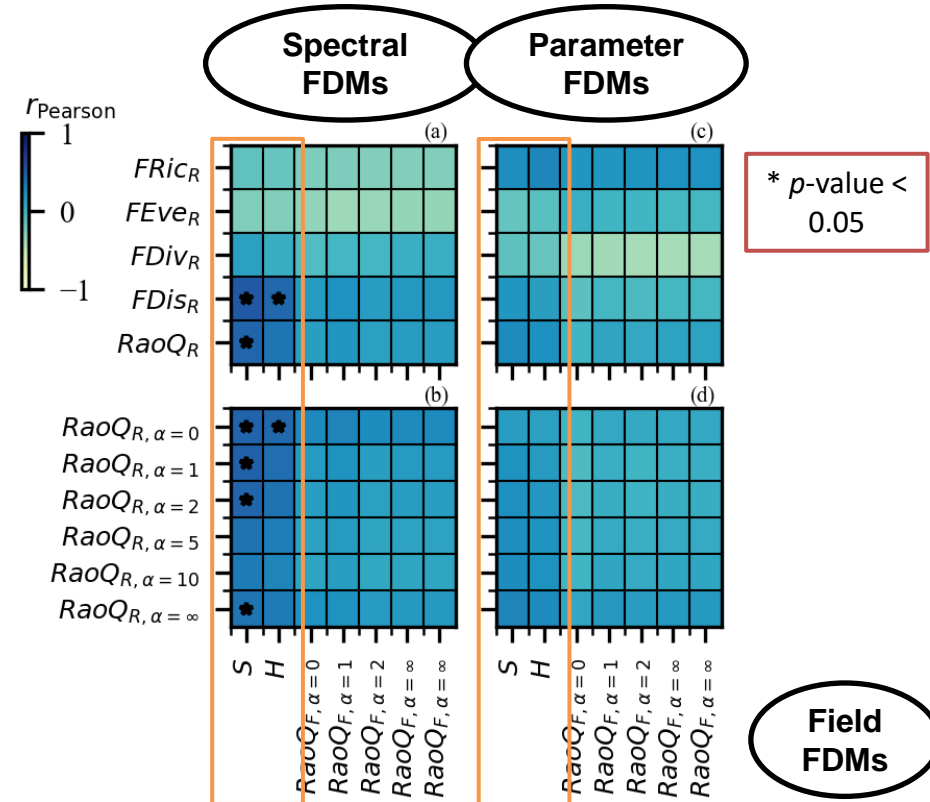 Spectral
FDMs
Parameter
FDMs
r_Pearson
1
0
−1
(a)
(c)
FRic_R
FEve_R
FDiv_R
FDis_R
RaoQ_R
* *
*
* p-value <
0.05
(b)
(d)
RaoQ_R, α = 0
RaoQ_R, α = 1
RaoQ_R, α = 2
RaoQ_R, α = 5
RaoQ_R, α = 10
RaoQ_R, α = ∞
* *
*
*
*
S
H
RaoQ_F, α = 0
RaoQ_F, α = 1
RaoQ_F, α = 2
RaoQ_F, α = ∞
RaoQ_F, α = ∞
S
H
RaoQ_F, α = 0
RaoQ_F, α = 1
RaoQ_F, α = 2
RaoQ_F, α = ∞
RaoQ_F, α = ∞
Field
FDMs